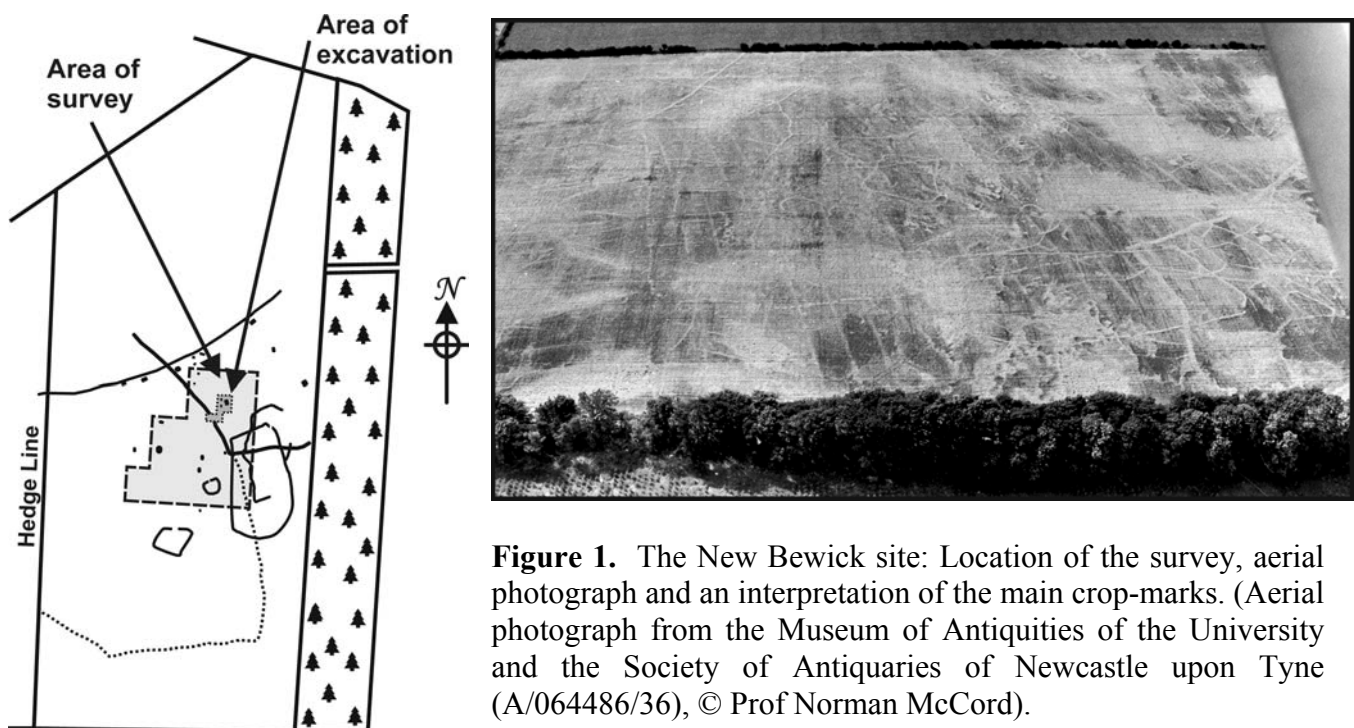 Area of
survey
Area of
excavation
N
Hedge Line
Figure 1. The New Bewick site: Location of the survey, aerial
photograph and an interpretation of the main crop-marks. (Aerial
photograph from the Museum of Antiquities of the University
and the Society of Antiquaries of Newcastle upon Tyne
(A/064486/36), © Prof Norman McCord).